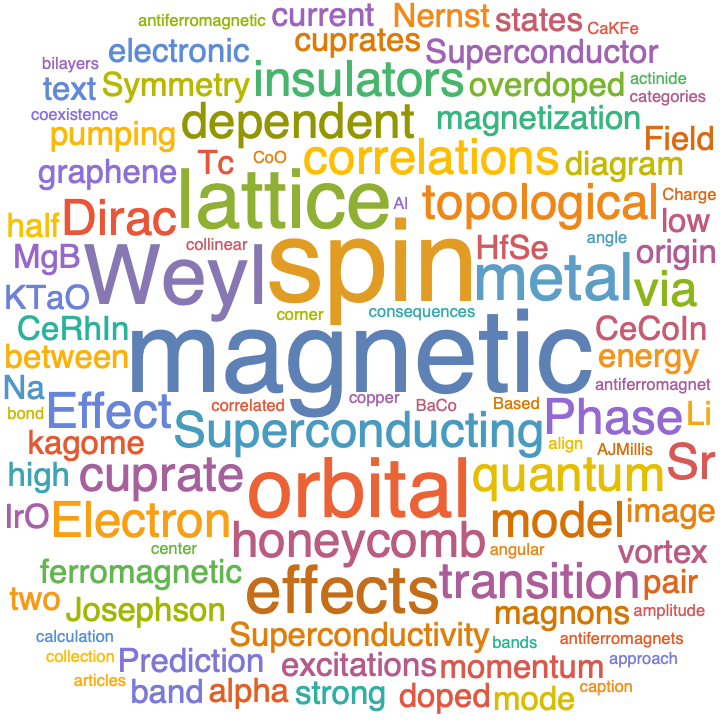 antiferromagnetic current Nernst states CaKFe
bilayers electronic cuprates Superconductor
text Symmetry insulators overdoped actinide
categories
coexistence pumping dependent magnetization Field
graphene Tc CoO correlations diagram
half Dirac lattice Al topological Charge low
MgB Weyl collinear spin HfSe angle origin
KTaO corner consequences metal via
CeRhIn magnetic CeCoIn
between energy
Na antiferromagnet
bond Effect correlated copper BaCo Based Phase Li
kagome Superconducting align AJMillis
high cuprate orbital quantum Sr
IrO Electron honeycomb model image
center angular vortex
ferromagnetic effects transition pair
two Josephson magnons amplitude
calculation Superconductivity bands antiferromagnets
collection Prediction excitations momentum approach
articles band alpha strong doped mode caption